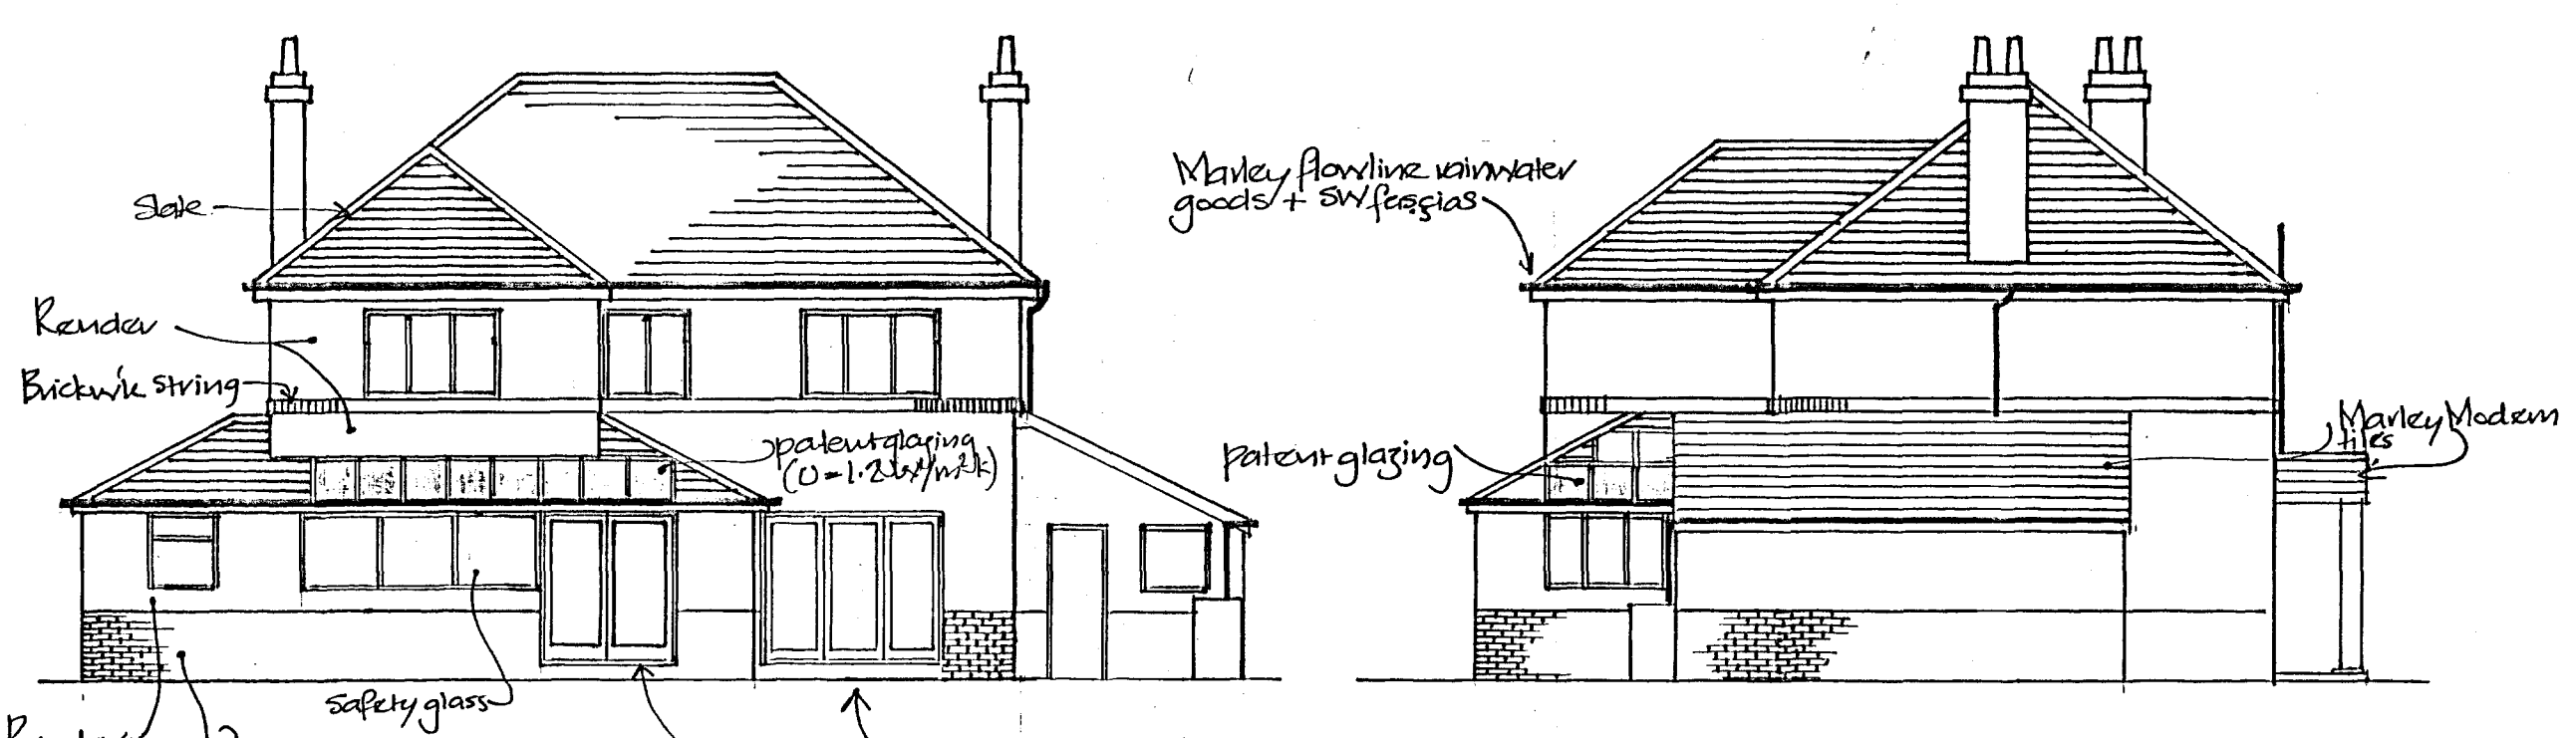 Slate
Render
Brickw'k string
patent glazing
(U=1.2W/m²k)
safety glass
Marley flowline rainwater
goods + SW fascias
patent glazing
Marley Modern
tiles